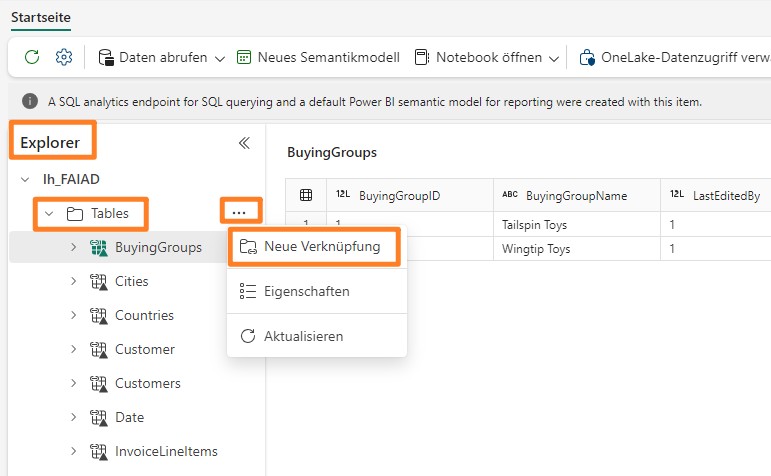 Startseite
Daten abrufen Neues Semantikmodell Notebook öffnen OneLake-Datenzugriff verwa
A SQL analytics endpoint for SQL querying and a default Power BI semantic model for reporting were created with this item.
Explorer
lh_FAIAD
Tables
BuyingGroups
Cities
Countries
Customer
Customers
Date
InvoiceLineItems
Neue Verknüpfung
Eigenschaften
Aktualisieren
BuyingGroups
12L BuyingGroupID ABC BuyingGroupName 12L LastEditedBy
1 1 Tailspin Toys 1
Wingtip Toys 1